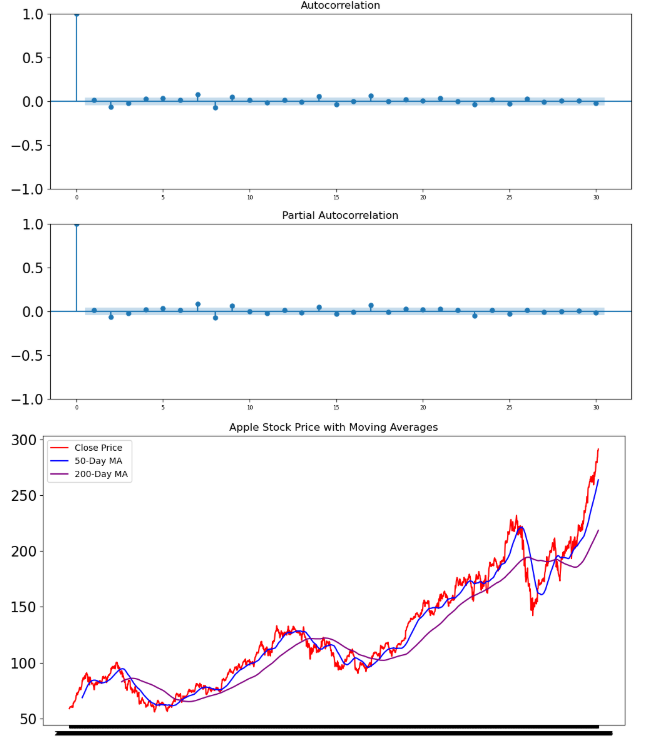 Autocorrelation
1.0
0.5
0.0
−0.5
−1.0
0 5 10 15 20 25 30
Partial Autocorrelation
1.0
0.5
0.0
−0.5
−1.0
0 5 10 15 20 25 30
Apple Stock Price with Moving Averages
300
250
200
150
100
50
Close Price
50-Day MA
200-Day MA